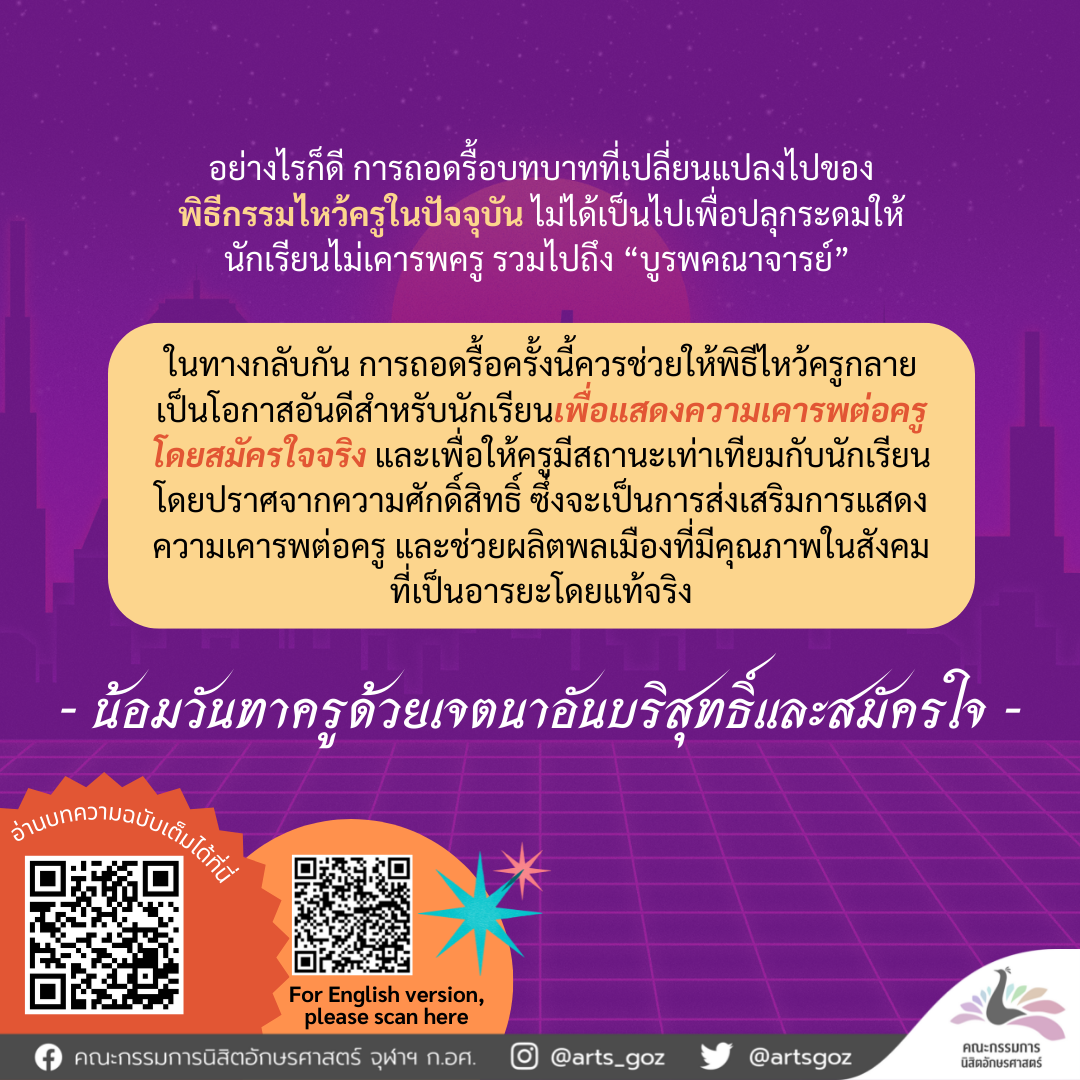 อย่างไรก็ดี การถอดรื้อบทบาทที่เปลี่ยนแปลงไปของ
พิธีกรรมไหว้ครูในปัจจุบัน ไม่ได้เป็นไปเพื่อปลุกระดมให้
นักเรียนไม่เคารพครู รวมไปถึง “บูรพคณาจารย์”
ในทางกลับกัน การถอดรื้อครั้งนี้ควรช่วยให้พิธีไหว้ครูกลาย
เป็นโอกาสอันดีสำหรับนักเรียนเพื่อแสดงความเคารพต่อครู
โดยสมัครใจจริง และเพื่อให้ครูมีสถานะเท่าเทียมกับนักเรียน
โดยปราศจากความศักดิ์สิทธิ์ ซึ่งจะเป็นการส่งเสริมการแสดง
ความเคารพต่อครู และช่วยผลิตพลเมืองที่มีคุณภาพในสังคม
ที่เป็นอารยะโดยแท้จริง
- น้อมวันทาครูด้วยเจตนาอันบริสุทธิ์และสมัครใจ -
อ่านบทความฉบับเต็มได้ที่นี่
For English version,
please scan here
คณะกรรมการนิสิตอักษรศาสตร์ จุฬาฯ ก.อศ.
@arts_goz
@artsgoz
คณะกรรมการ
นิสิตอักษรศาสตร์